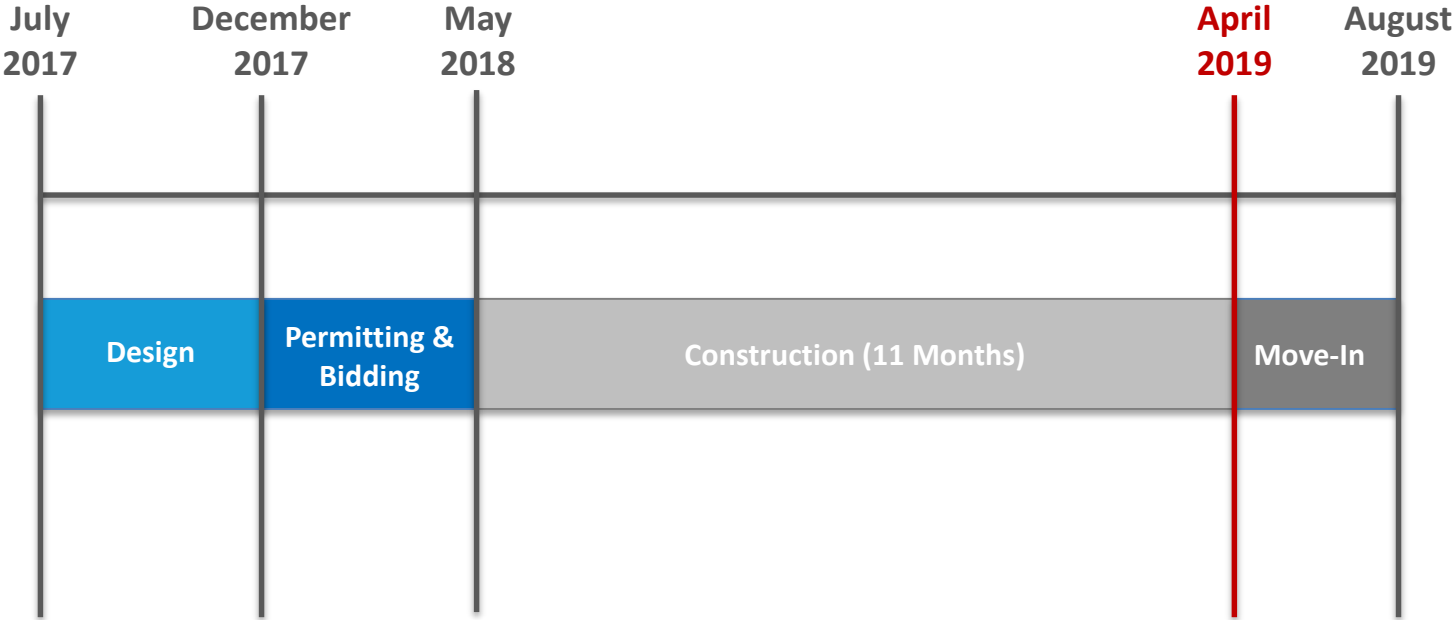 July
2017
December
2017
May
2018
April
2019
August
2019
Design
Permitting &
Bidding
Construction (11 Months)
Move-In